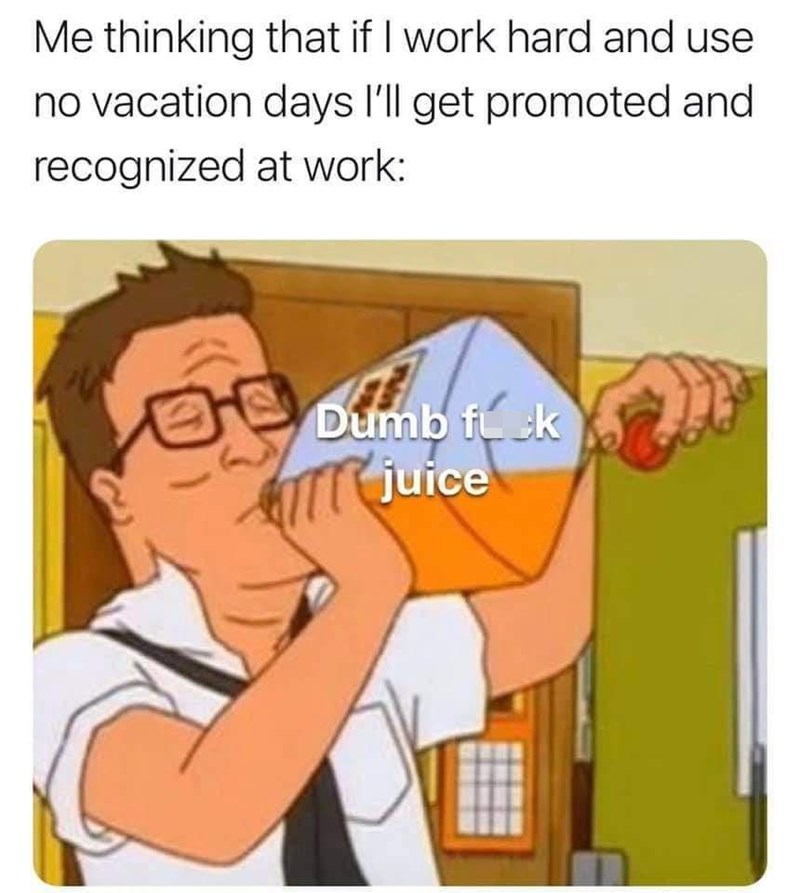 Me thinking that if I work hard and use
no vacation days I'll get promoted and
recognized at work:
Dumb
juice